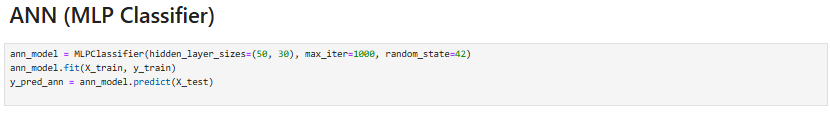 ANN (MLP Classifier)
ann_model = MLPClassifier(hidden_layer_sizes=(50, 30), max_iter=1000, random_state=42)
ann_model.fit(X_train, y_train)
y_pred_ann = ann_model.predict(X_test)